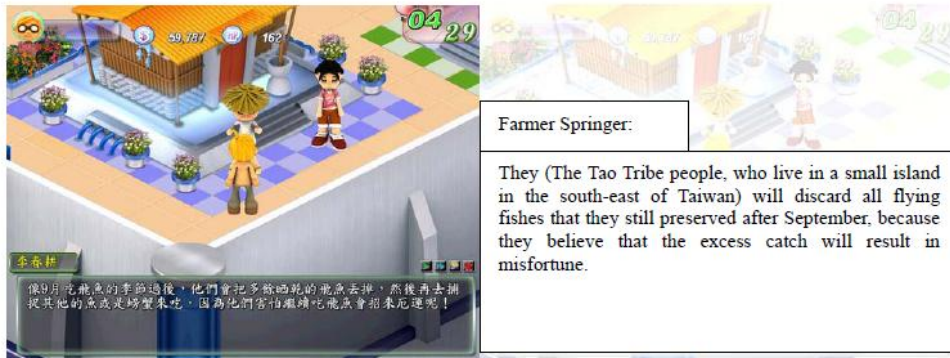 59,787 162
04 29
李春耕
像9月吃飛魚的季節過後，他們會把多餘晒乾的飛魚丟掉，然後再去捕
捉其他的魚或是螃蟹來吃，因為他們害怕繼續吃飛魚會招來厄運呢！
04 29
Farmer Springer:
They (The Tao Tribe people, who live in a small island
in the south-east of Taiwan) will discard all flying
fishes that they still preserved after September, because
they believe that the excess catch will result in
misfortune.